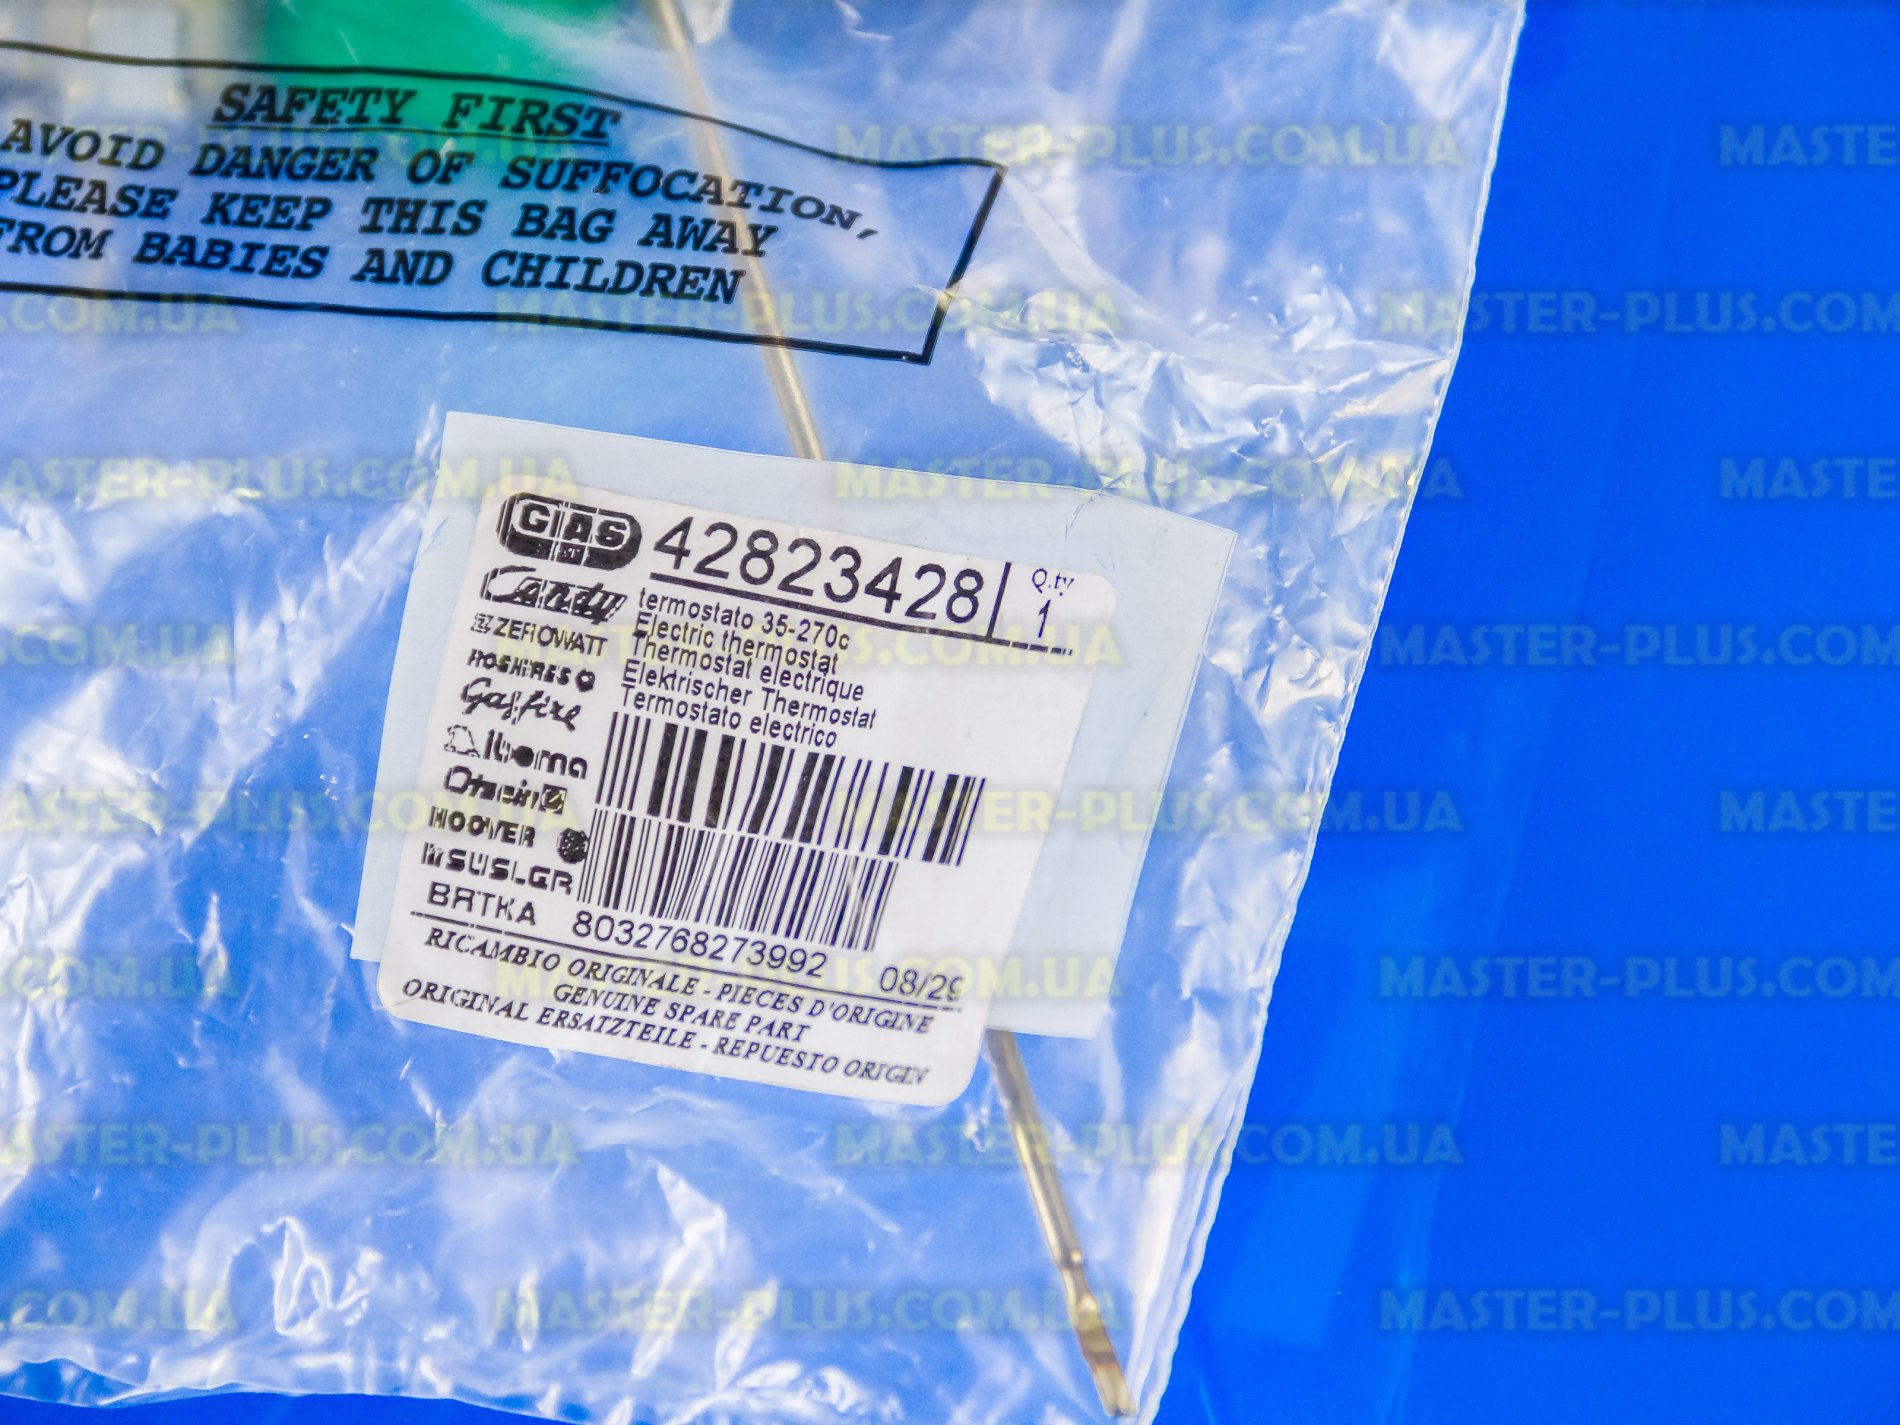 SAFETY FIRST
AVOID DANGER OF SUFFOCATION,
PLEASE KEEP THIS BAG AWAY
FROM BABIES AND CHILDREN
GIAS
42823428
Q.ty
1
Candy
ZEROWATT
ROSIERES
Gasfire
termostato 35-270c
Electric thermostat
Thermostat electrique
Elektrischer Thermostat
Termostato electrico
Iberna
Otsein
HOOVER
SÜSLER
BRTKA
8032768273992
08/29
RICAMBIO ORIGINALE - PIECES D'ORIGINE
GENUINE SPARE PART
ORIGINAL ERSATZTEILE - REPUESTO ORIGIN
MASTER-PLUS.COM.UA